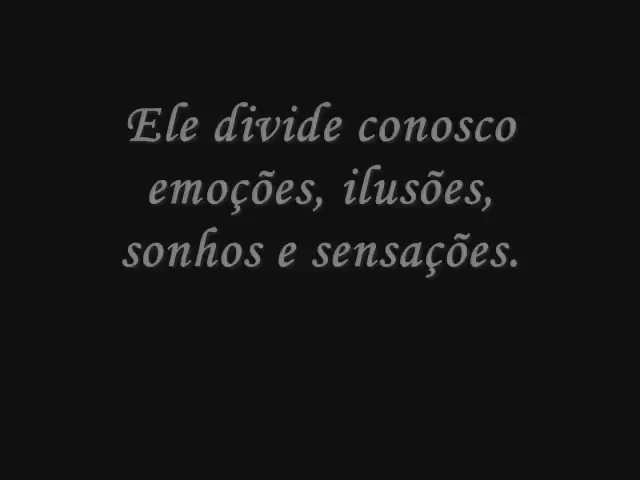 Ele divide conosco
emoções, ilusões,
sonhos e sensações.